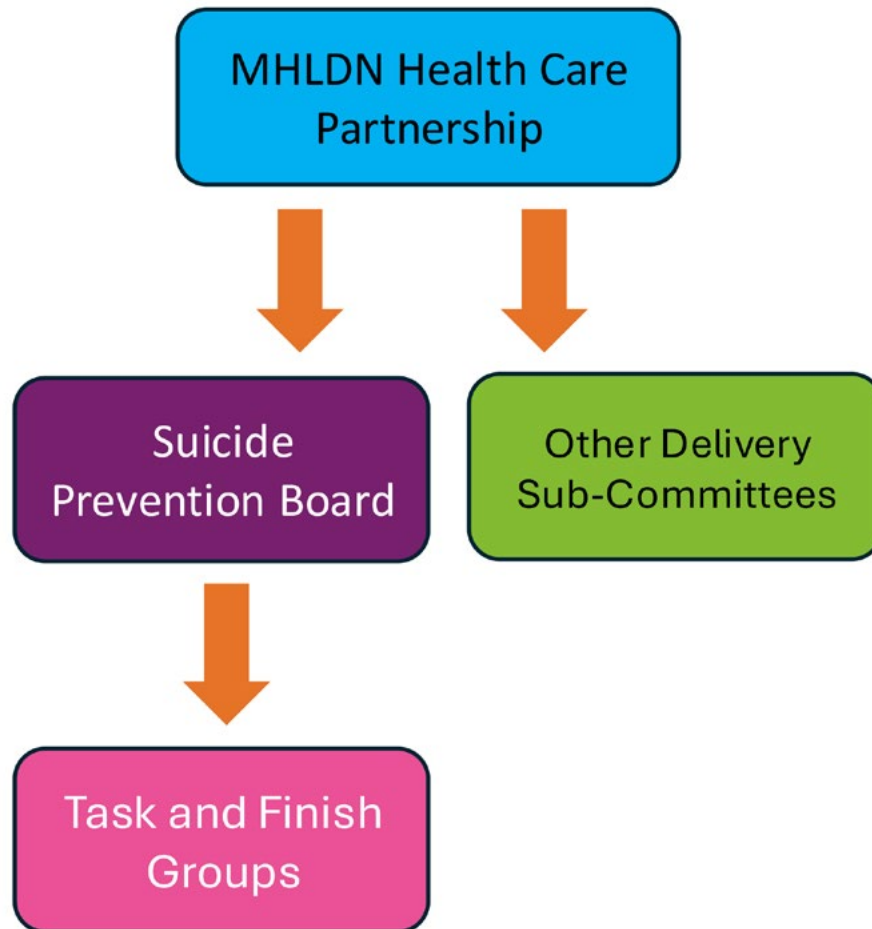 MHLDN Health Care
Partnership
Suicide
Prevention Board
Other Delivery
Sub-Committees
Task and Finish
Groups